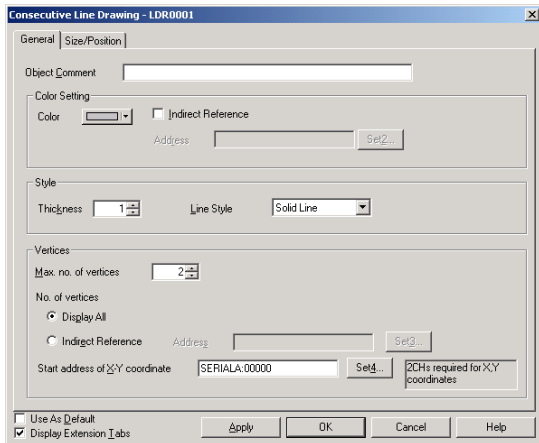 Consecutive Line Drawing - LDR0001
General Size/Position
Object Comment
Color Setting
Color Indirect Reference
Address Set2...
Style
Thickness 1 Line Style Solid Line
Vertices
Max. no. of vertices 2
No. of vertices
Display All
Indirect Reference Address Set3...
Start address of X-Y coordinate SERIALA:00000 Set4... 2CHs required for X,Y
coordinates
Use As Default
Display Extension Tabs Apply OK Cancel Help